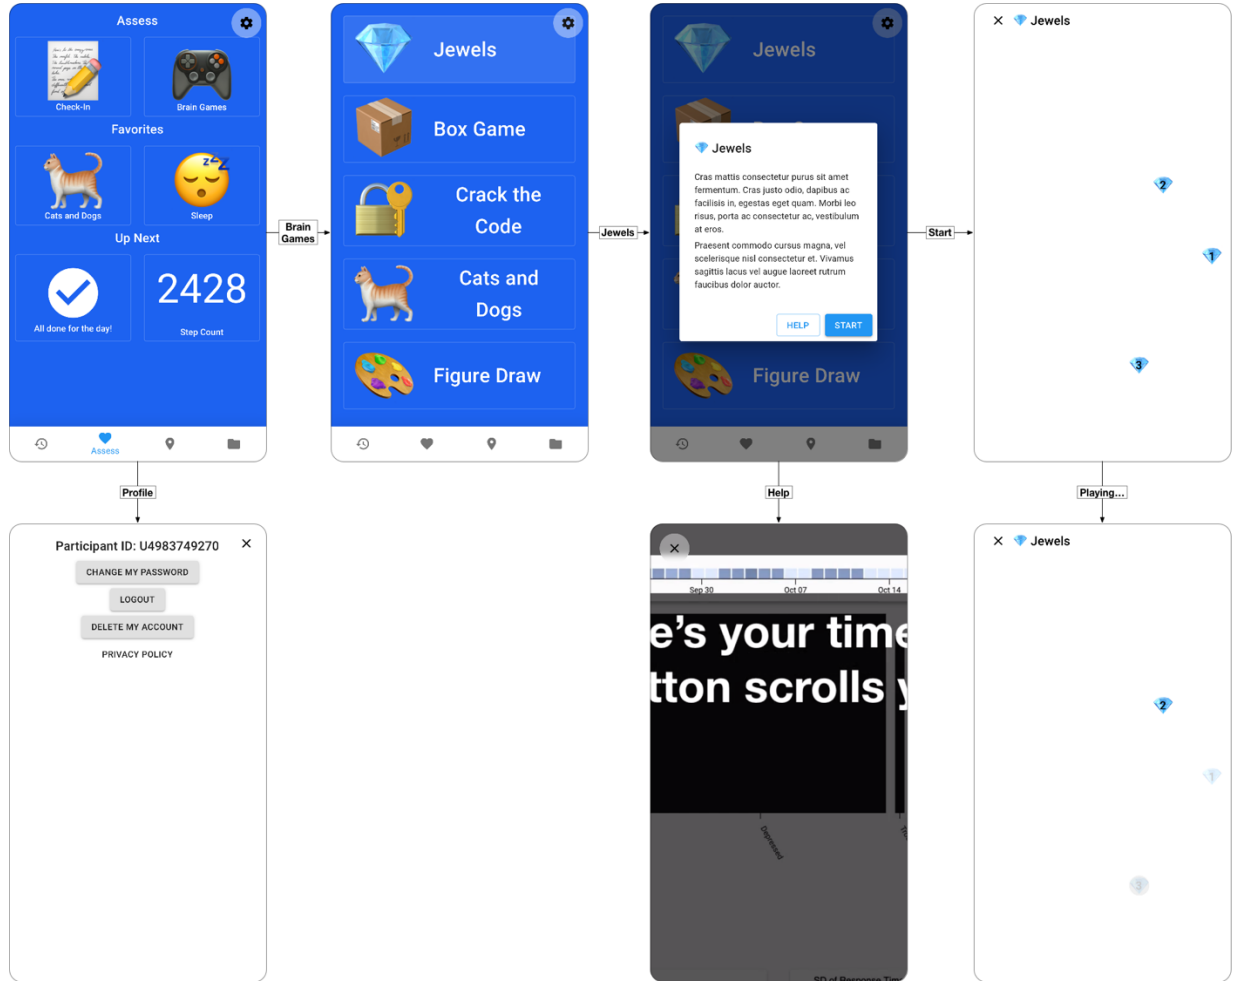 Assess
Check-In
Brain Games
Favorites
Cats and Dogs
Sleep
Up Next
2428
All done for the day!
Step Count
Assess
Brain
Games
Jewels
Box Game
Crack the
Code
Cats and
Dogs
Figure Draw
Jewels
Jewels
Jewels
Cras mattis consectetur purus sit amet
fermentum. Cras justo odio, dapibus ac
facilisis in, egestas eget quam. Morbi leo
risus, porta ac consectetur ac, vestibulum
at eros.
Praesent commodo cursus magna, vel
scelerisque nisl consectetur et. Vivamus
sagittis lacus vel augue laoreet rutrum
faucibus dolor auctor.
HELP
START
Figure Draw
Start
Jewels
2
1
3
Profile
Help
Playing...
Participant ID: U4983749270
CHANGE MY PASSWORD
LOGOUT
DELETE MY ACCOUNT
PRIVACY POLICY
Sep 30
Oct 07
Oct 14
e's your time
tton scrolls y
Depressed
SD of Response Tim
Jewels
2
1
3